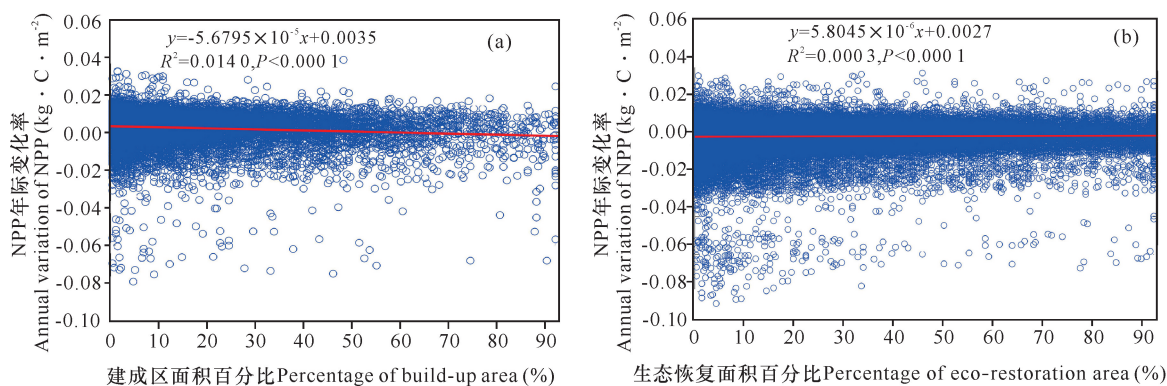 y=-5.6795×10⁻⁵x+0.0035
R²=0.014 0,P<0.000 1
(a)
NPP年际变化率
Annual variation of NPP (kg · C · m⁻²)
0.06
0.04
0.02
0.00
-0.02
-0.04
-0.06
-0.08
-0.10
0 10 20 30 40 50 60 70 80 90
建成区面积百分比Percentage of build-up area (%)
y=5.8045×10⁻⁶x+0.0027
R²=0.000 3,P<0.000 1
(b)
NPP年际变化率
Annual variation of NPP (kg · C · m⁻²)
0.06
0.04
0.02
0.00
-0.02
-0.04
-0.06
-0.08
-0.10
0 10 20 30 40 50 60 70 80 90
生态恢复面积百分比Percentage of eco-restoration area (%)